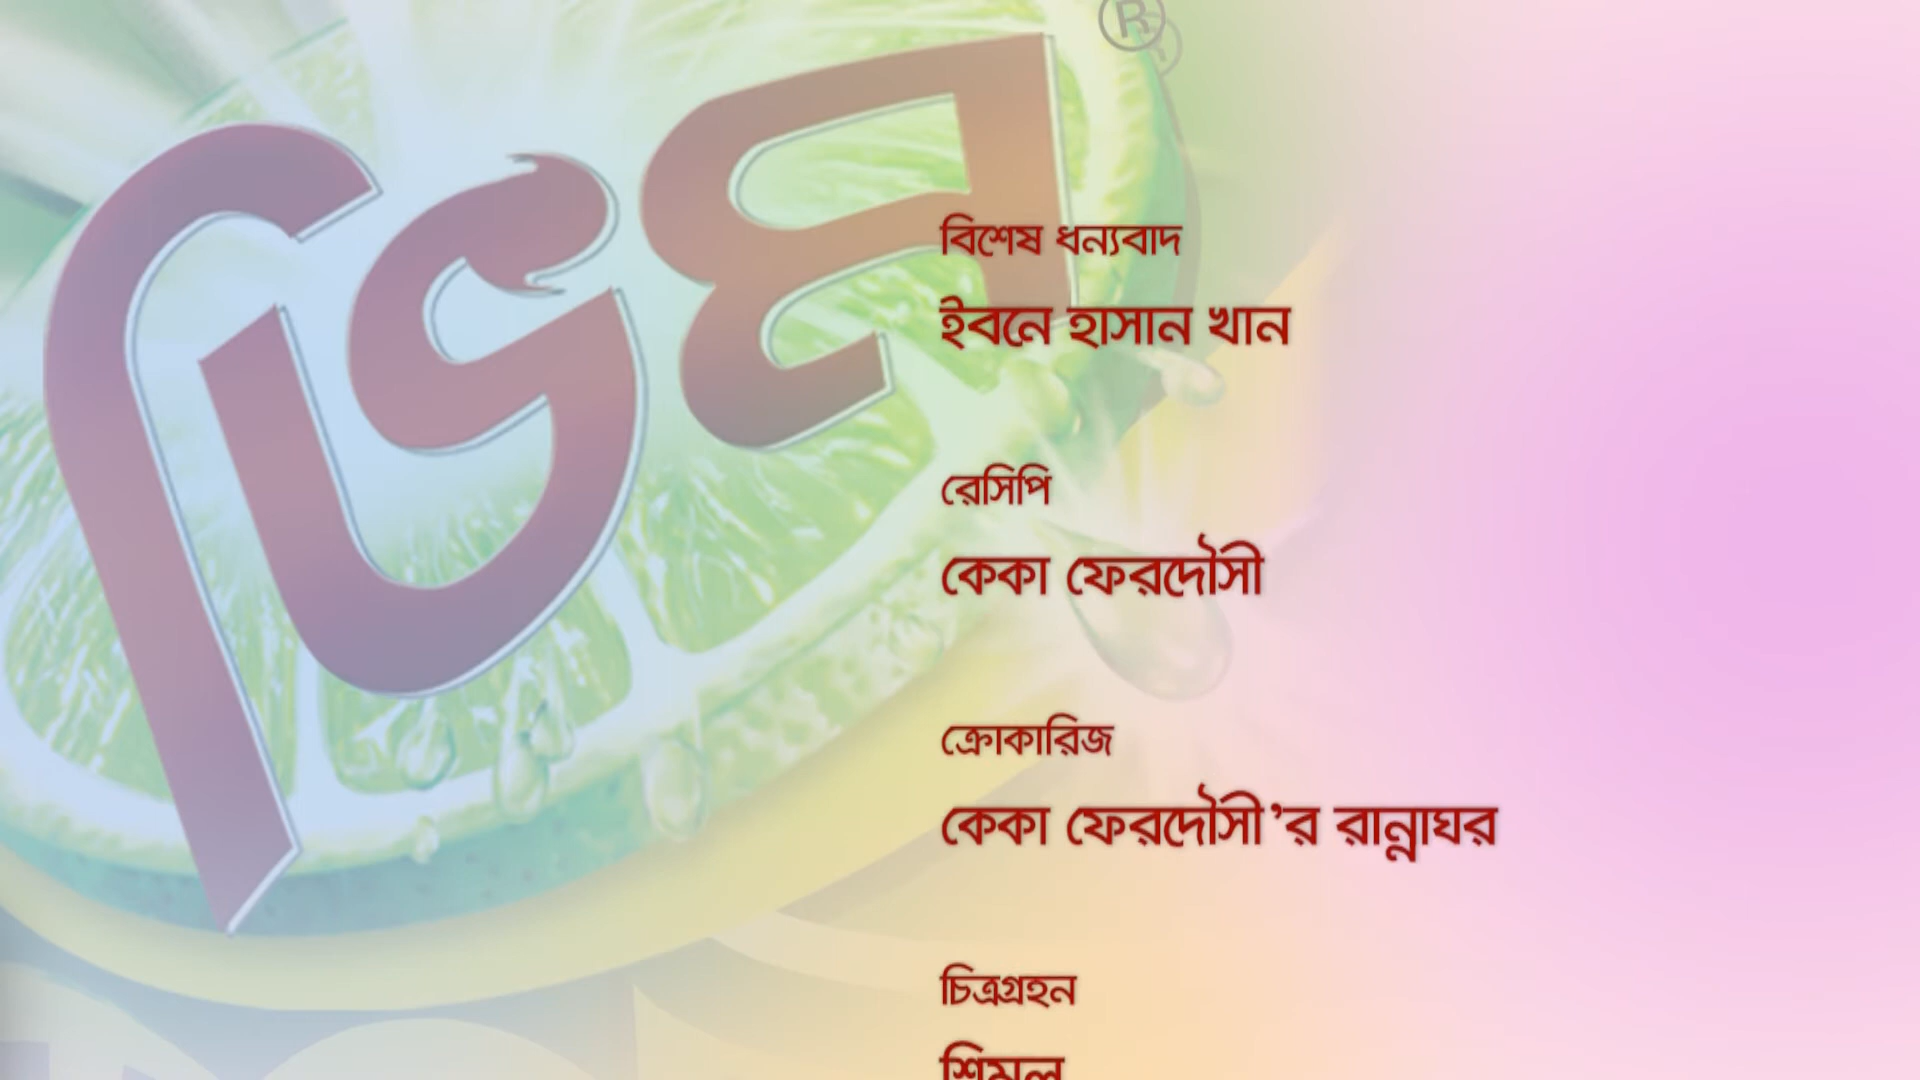 ভিম
®
বিশেষ ধন্যবাদ
ইবনে হাসান খান
রেসিপি
কেকা ফেরদৌসী
ক্রোকারিজ
কেকা ফেরদৌসী’র রান্নাঘর
চিত্রগ্রহন
শিমুল